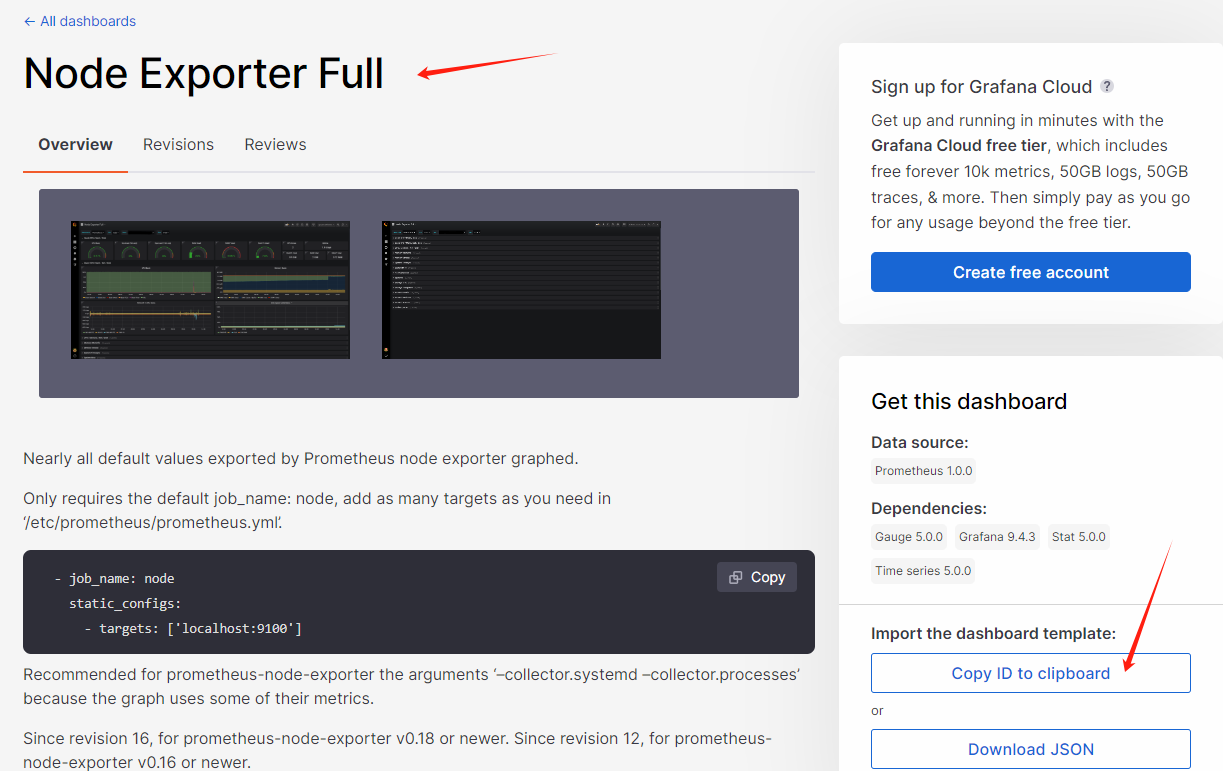 ← All dashboards
Node Exporter Full
Overview
Revisions
Reviews
Nearly all default values exported by Prometheus node exporter graphed.
Only requires the default job_name: node, add as many targets as you need in
‘/etc/prometheus/prometheus.yml’.
- job_name: node
static_configs:
- targets: ['localhost:9100']
Copy
Recommended for prometheus-node-exporter the arguments ‘–collector.systemd –collector.processes’
because the graph uses some of their metrics.
Since revision 16, for prometheus-node-exporter v0.18 or newer. Since revision 12, for prometheus-
node-exporter v0.16 or newer.
Sign up for Grafana Cloud ?
Get up and running in minutes with the
Grafana Cloud free tier, which includes
free forever 10k metrics, 50GB logs, 50GB
traces, & more. Then simply pay as you go
for any usage beyond the free tier.
Create free account
Get this dashboard
Data source:
Prometheus 1.0.0
Dependencies:
Gauge 5.0.0 Grafana 9.4.3 Stat 5.0.0
Time series 5.0.0
Import the dashboard template:
Copy ID to clipboard
or
Download JSON